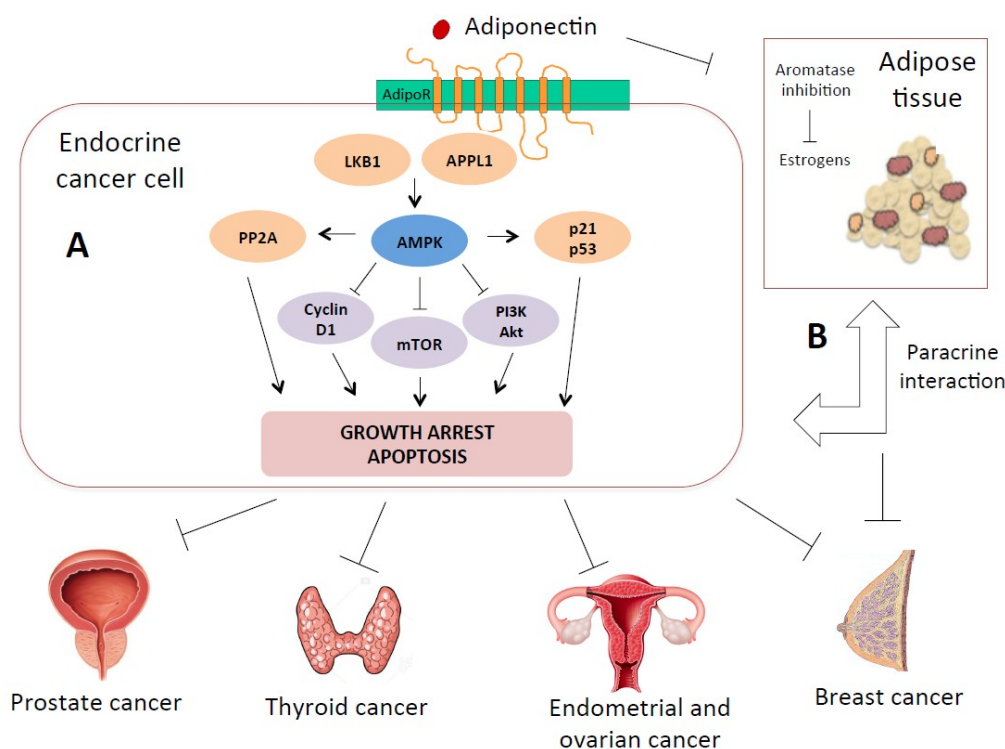 Adiponectin
AdipoR
Endocrine
cancer cell
A
LKB1
APPL1
PP2A
AMPK
p21
p53
Cyclin
D1
mTOR
PI3K
Akt
GROWTH ARREST
APOPTOSIS
Aromatase
inhibition
Estrogens
Adipose
tissue
B
Paracrine
interaction
Prostate cancer
Thyroid cancer
Endometrial and
ovarian cancer
Breast cancer